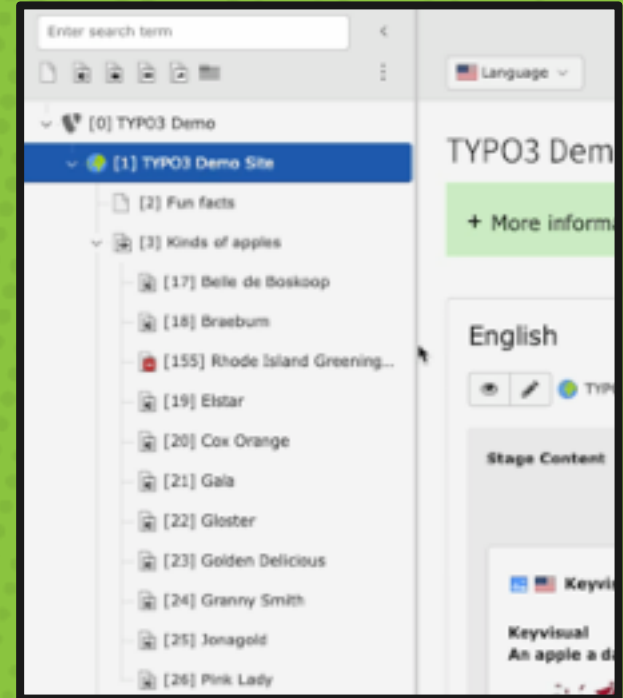 Enter search term
Language
[0] TYPO3 Demo
[1] TYPO3 Demo Site
[2] Fun facts
[3] Kinds of apples
[17] Belle de Boskoop
[18] Braeburn
[155] Rhode Island Greening...
[19] Elstar
[20] Cox Orange
[21] Gala
[22] Gloster
[23] Golden Delicious
[24] Granny Smith
[25] Jonagold
[26] Pink Lady
TYPO3 Dem
+ More informa
English
TYPO
Stage Content
Keyvis
Keyvisual
An apple a da